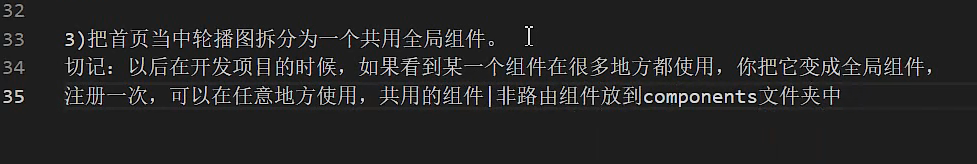 32
33 3)把首页当中轮播图拆分为一个共用全局组件。
34 切记：以后在开发项目的时候，如果看到某一个组件在很多地方都使用，你把它变成全局组件，
35 注册一次，可以在任意地方使用，共用的组件|非路由组件放到components文件夹中